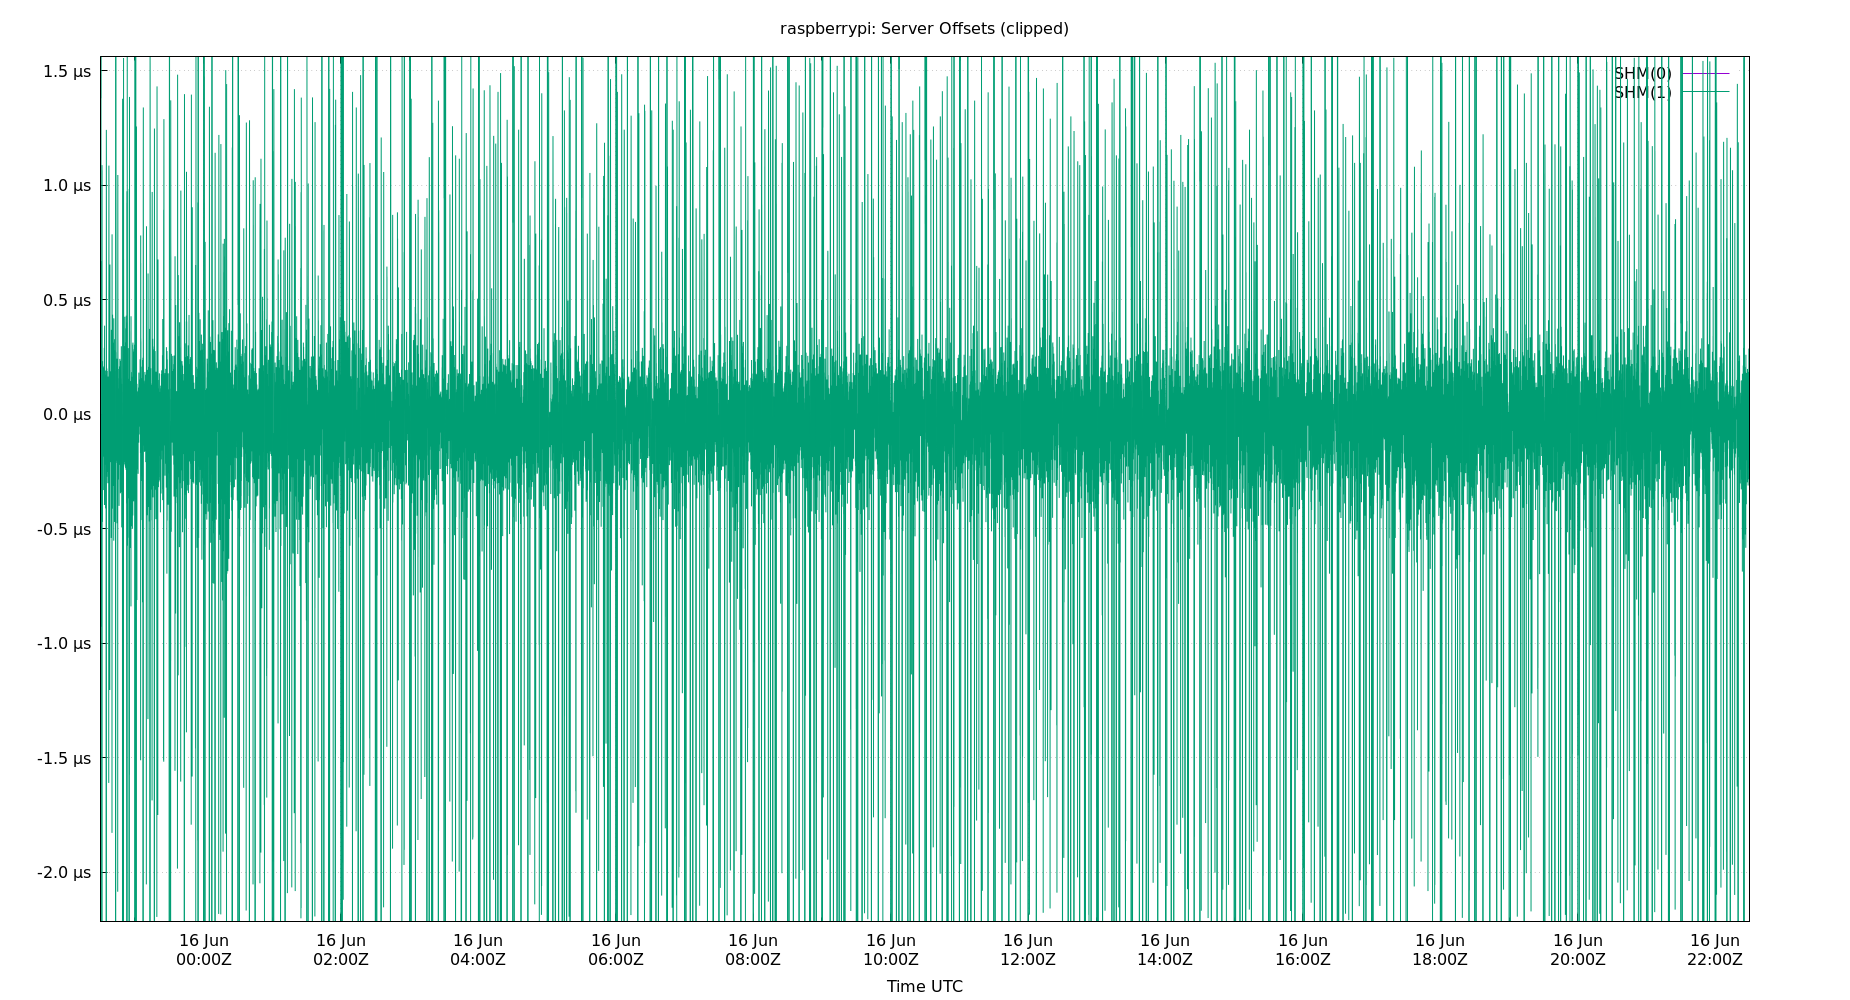 raspberrypi: Server Offsets (clipped)
1.5 µs
1.0 µs
0.5 µs
0.0 µs
-0.5 µs
-1.0 µs
-1.5 µs
-2.0 µs
SHM(0)
SHM(1)
16 Jun 16 Jun 16 Jun 16 Jun 16 Jun 16 Jun 16 Jun 16 Jun 16 Jun 16 Jun 16 Jun 16 Jun
00:00Z 02:00Z 04:00Z 06:00Z 08:00Z 10:00Z 12:00Z 14:00Z 16:00Z 18:00Z 20:00Z 22:00Z
Time UTC